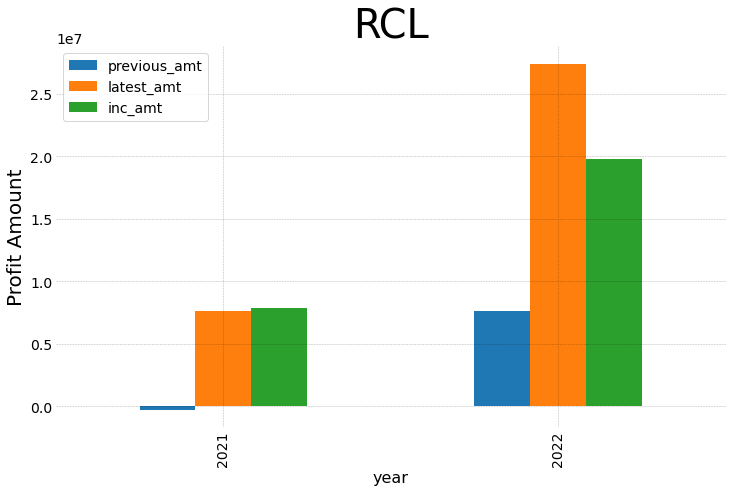 RCL
1e7
previous_amt
latest_amt
inc_amt
2.5
2.0
1.5
1.0
0.5
0.0
Profit Amount
2021
2022
year